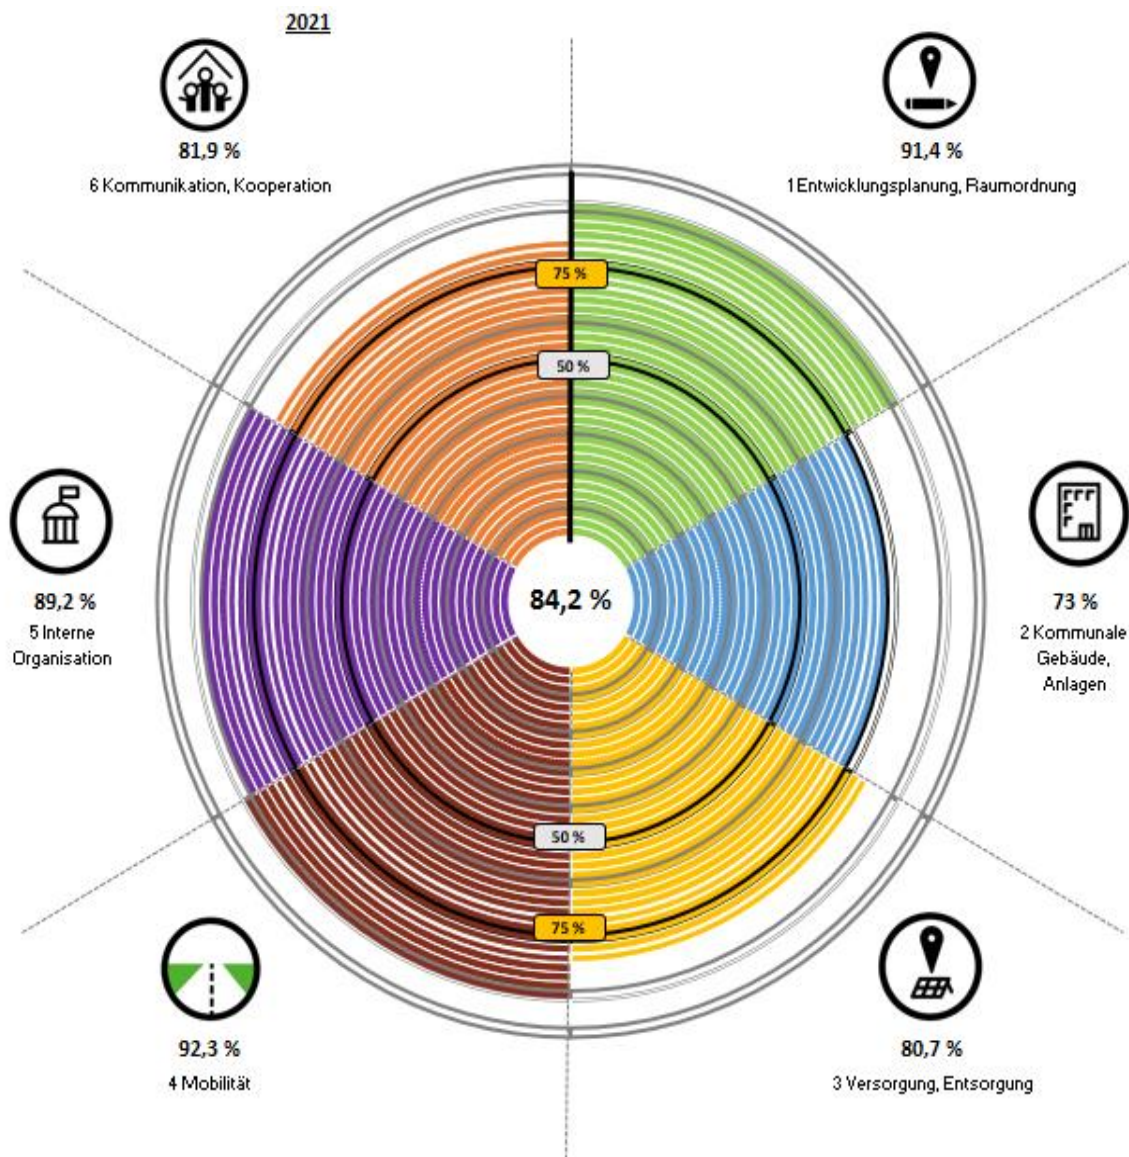 2021
81,9 %
6 Kommunikation, Kooperation
91,4 %
1 Entwicklungsplanung, Raumordnung
75 %
50 %
89,2 %
5 Interne
Organisation
84,2 %
73 %
2 Kommunale
Gebäude,
Anlagen
50 %
75 %
92,3 %
4 Mobilität
80,7 %
3 Versorgung, Entsorgung